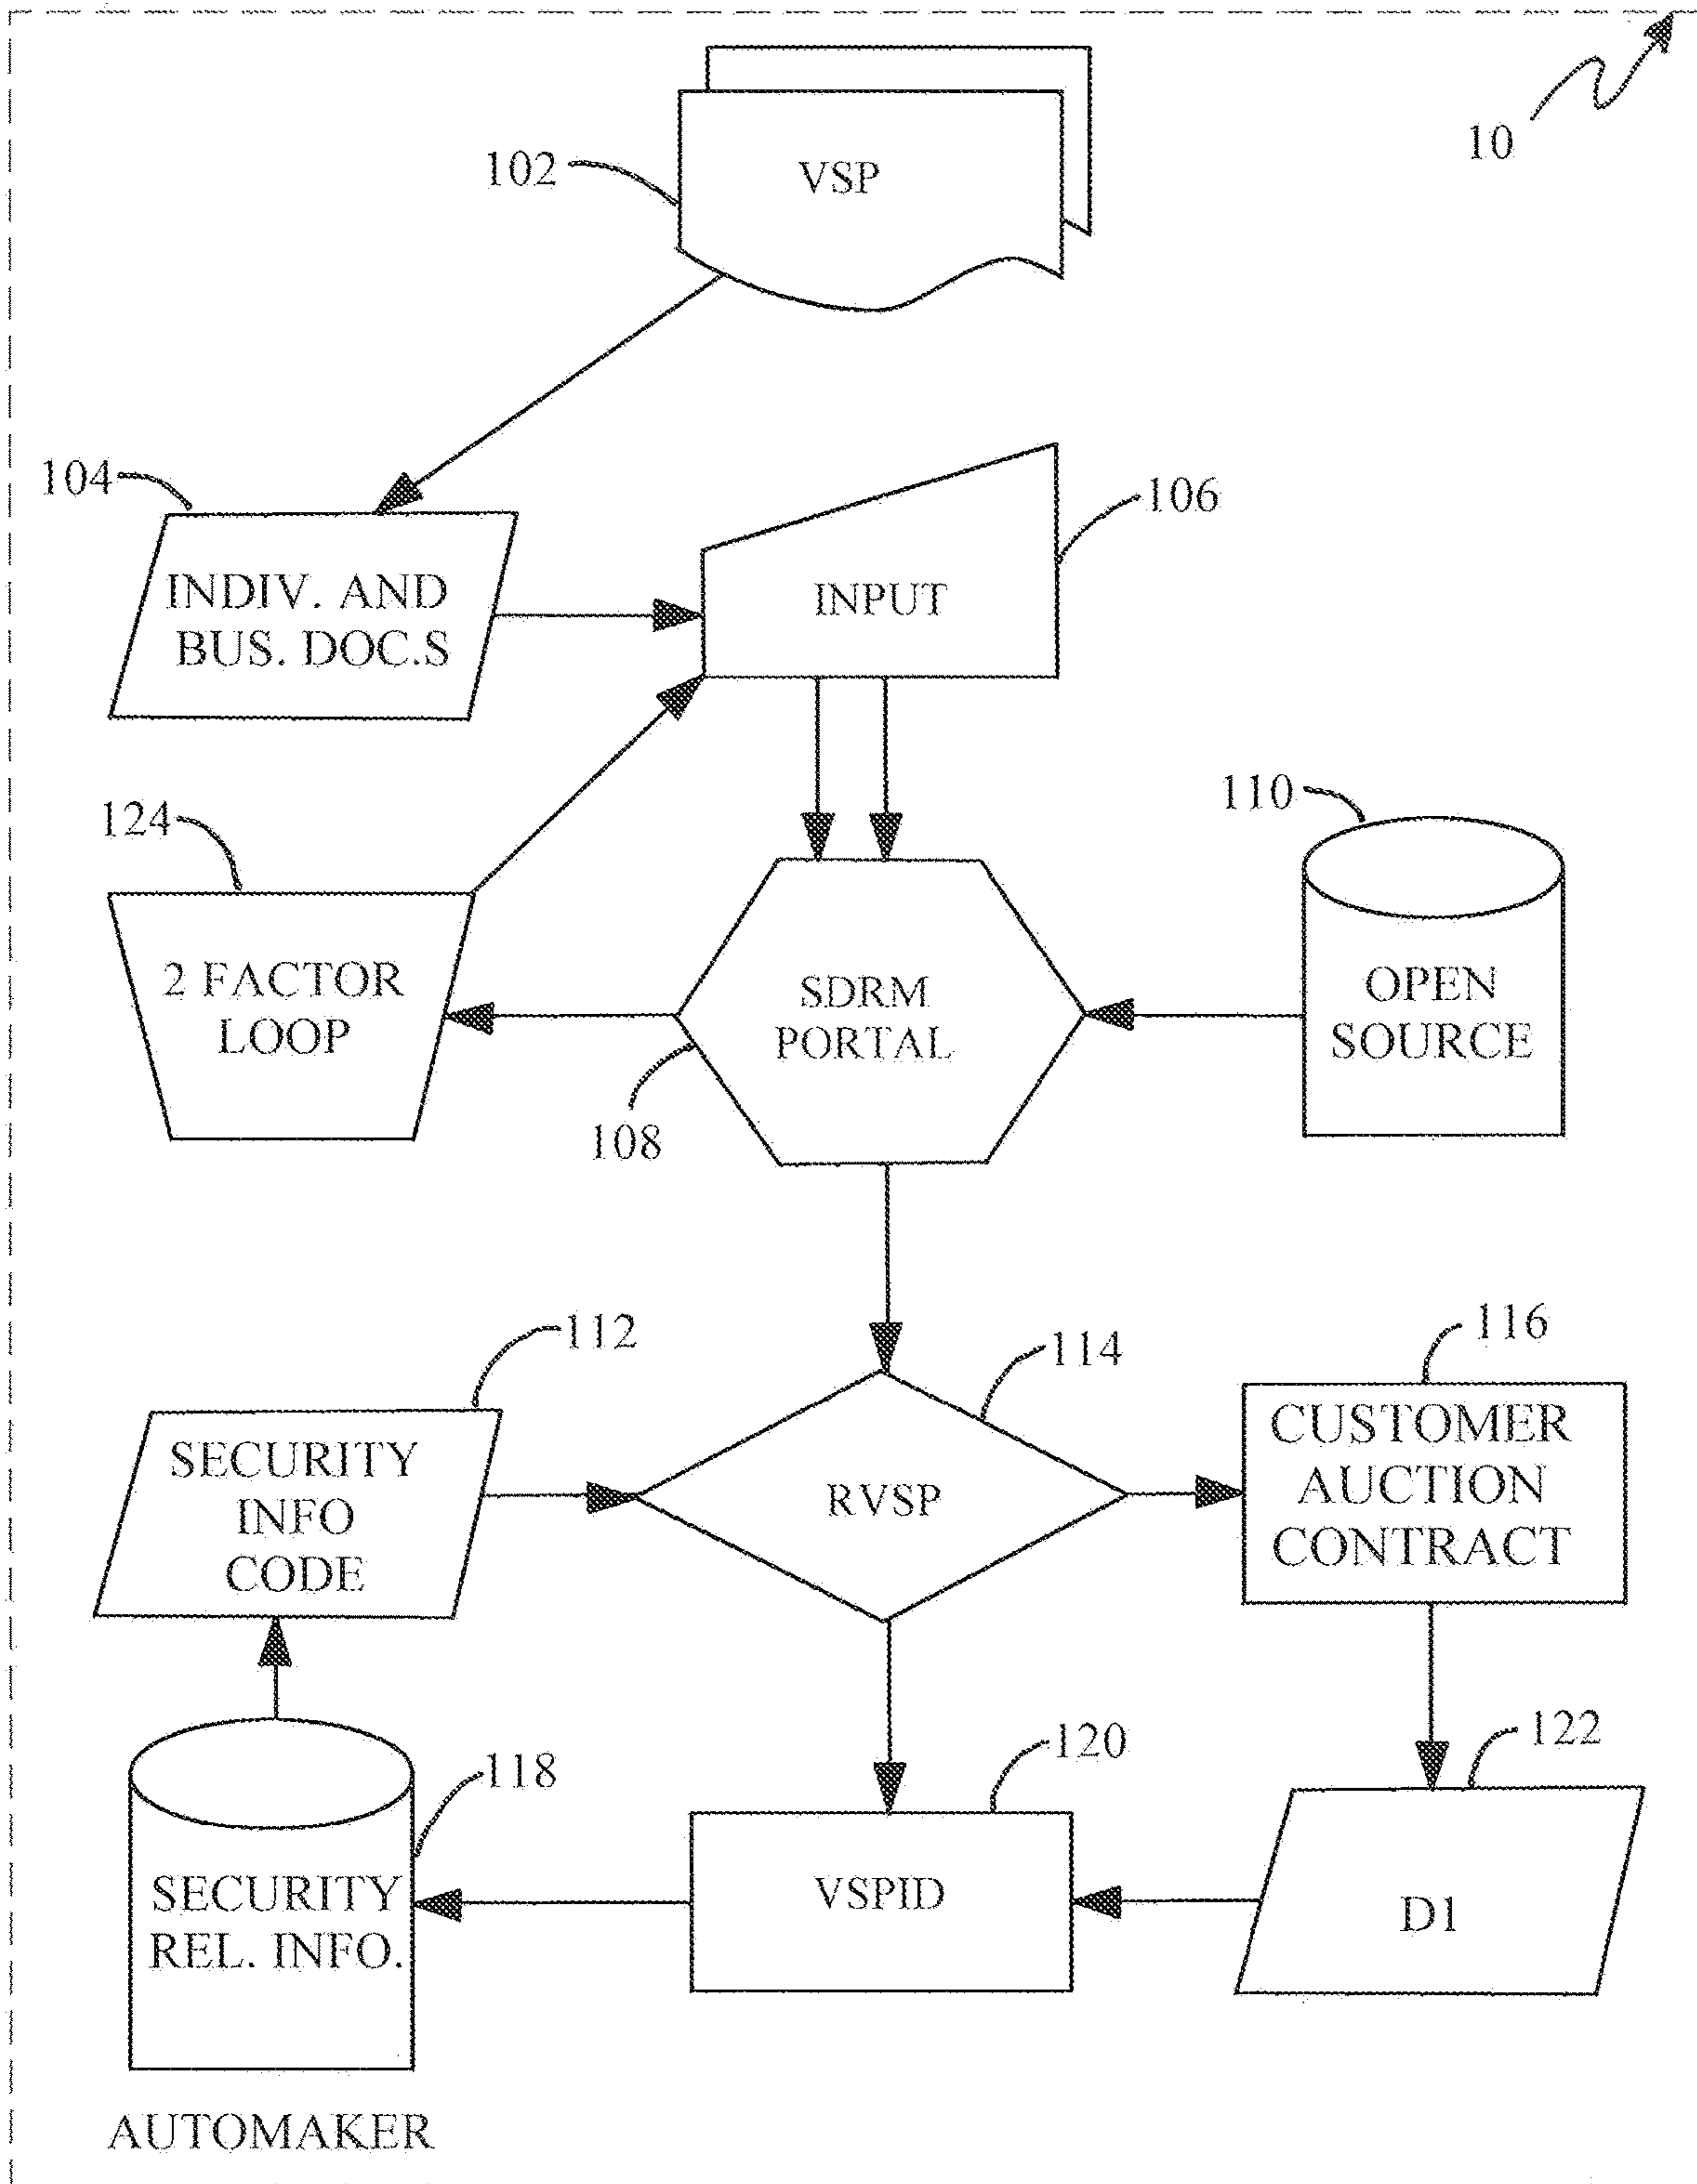 10
102
VSP
104
106
INDIV. AND
BUS. DOC.S
INPUT
124
110
2 FACTOR
LOOP
SDRM
PORTAL
OPEN
SOURCE
108
112
114
116
SECURITY
INFO
CODE
RVSP
CUSTOMER
AUCTION
CONTRACT
118
120
122
SECURITY
REL. INFO.
VSPID
D1
AUTOMAKER